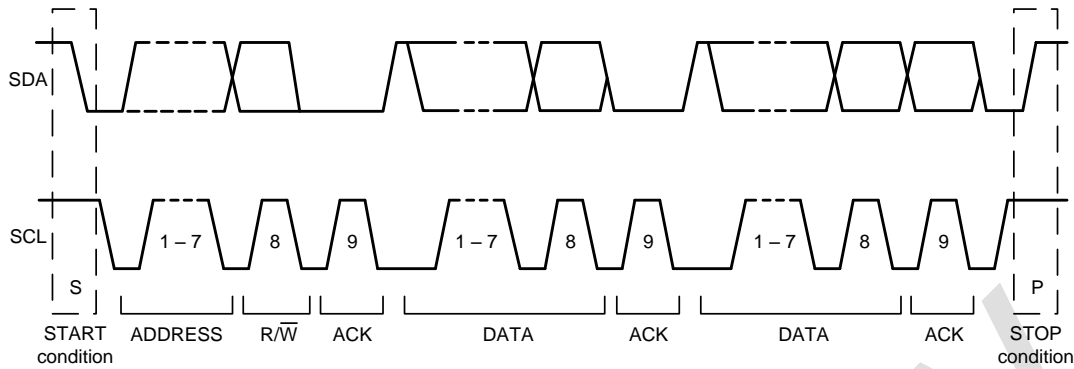 SDA
SCL
1 – 7 8 9 1 – 7 8 9 1 – 7 8 9
S P
START condition
ADDRESS R/W̅ ACK DATA ACK DATA ACK
STOP condition